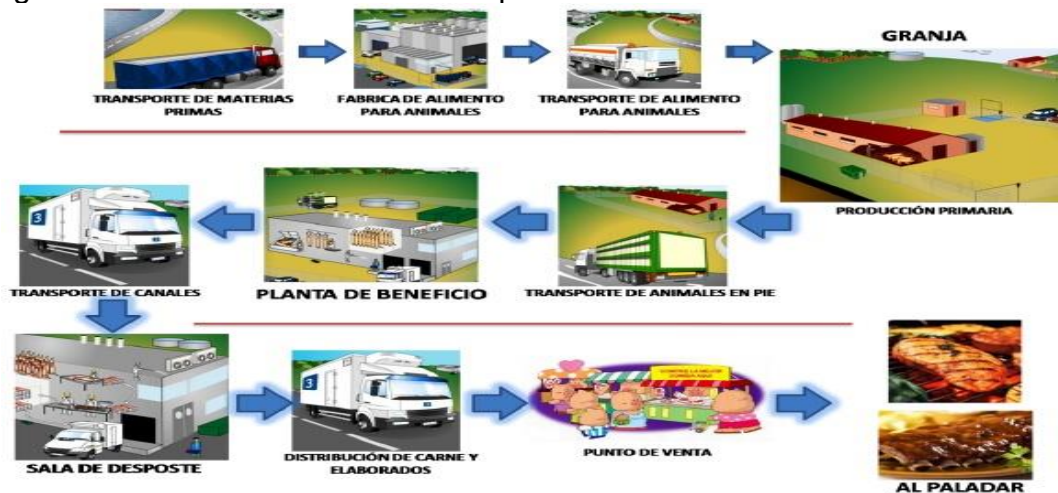 GRANJA
TRANSPORTE DE MATERIAS
PRIMAS
FABRICA DE ALIMENTO
PARA ANIMALES
TRANSPORTE DE ALIMENTO
PARA ANIMALES
PRODUCCIÓN PRIMARIA
3
TRANSPORTE DE CANALES
PLANTA DE BENEFICIO
TRANSPORTE DE ANIMALES EN PIE
SALA DE DESPOSTE
3
DISTRIBUCIÓN DE CARNE Y
ELABORADOS
PUNTO DE VENTA
AL PALADAR